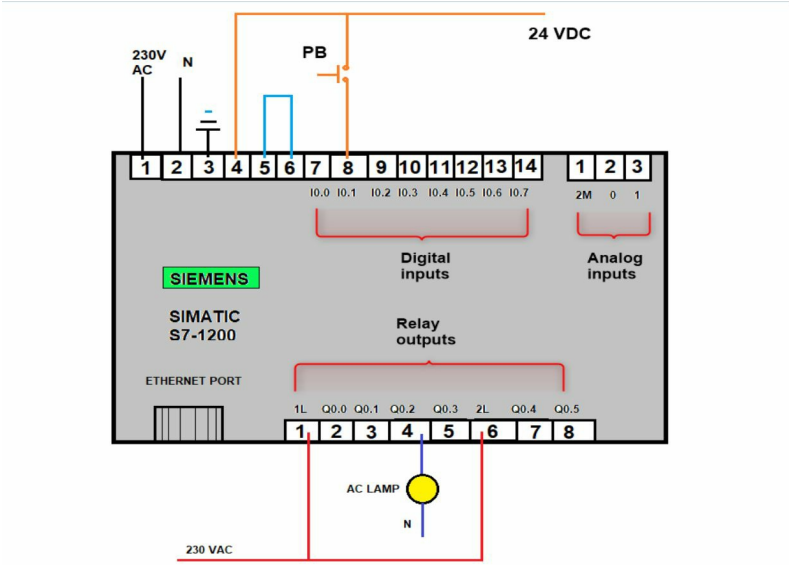 24 VDC
230V
AC
N
PB
-
1 2 3 4 5 6 7 8 9 10 11 12 13 14 1 2 3
I0.0 I0.1 I0.2 I0.3 I0.4 I0.5 I0.6 I0.7 2M 0 1
Digital
inputs
Analog
inputs
SIEMENS
SIMATIC
S7-1200
Relay
outputs
ETHERNET PORT
1L Q0.0 Q0.1 Q0.2 Q0.3 2L Q0.4 Q0.5
1 2 3 4 5 6 7 8
AC LAMP
N
230 VAC